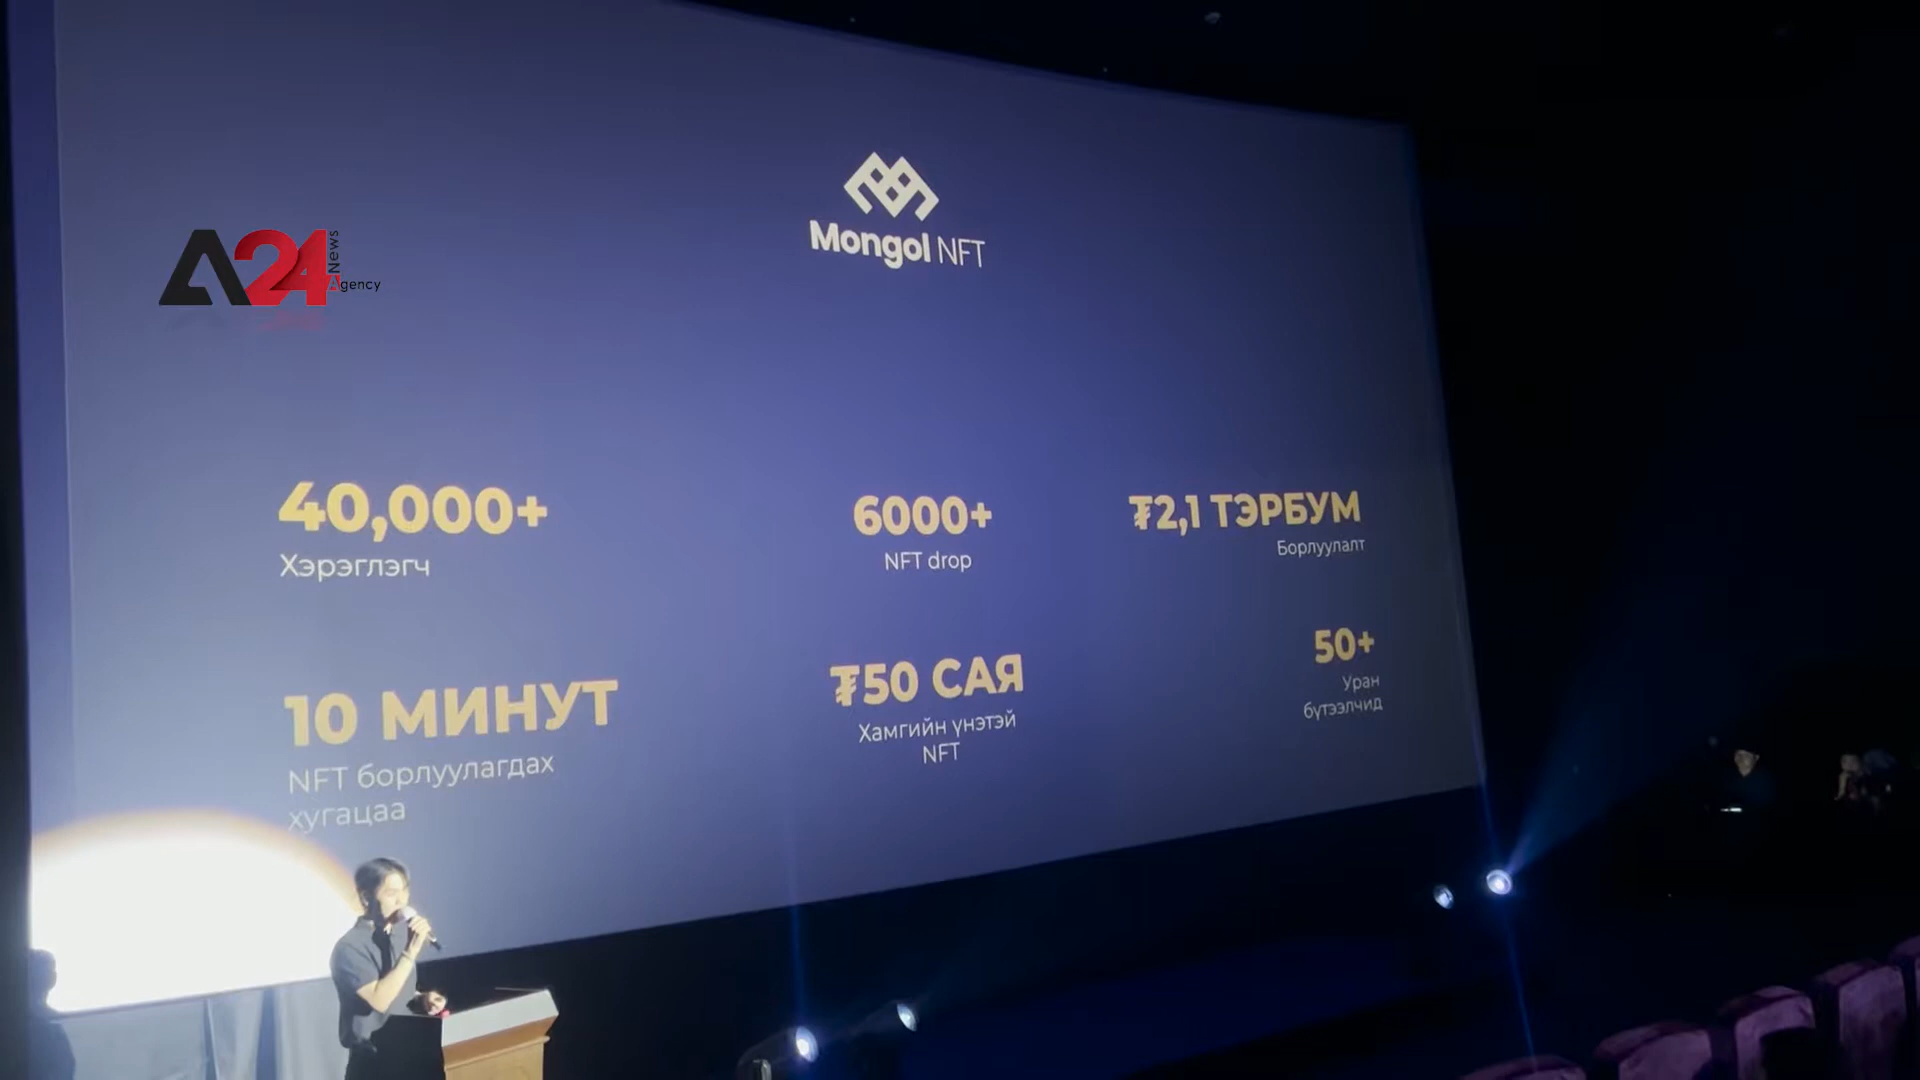 Mongol NFT
A24
News
Agency
40,000+
Хэрэглэгч
6000+
NFT drop
₮2,1 ТЭРБУМ
Борлуулалт
10 МИНУТ
NFT борлуулагдах
хугацаа
₮50 САЯ
Хамгийн үнэтэй
NFT
50+
Уран
бүтээлчид